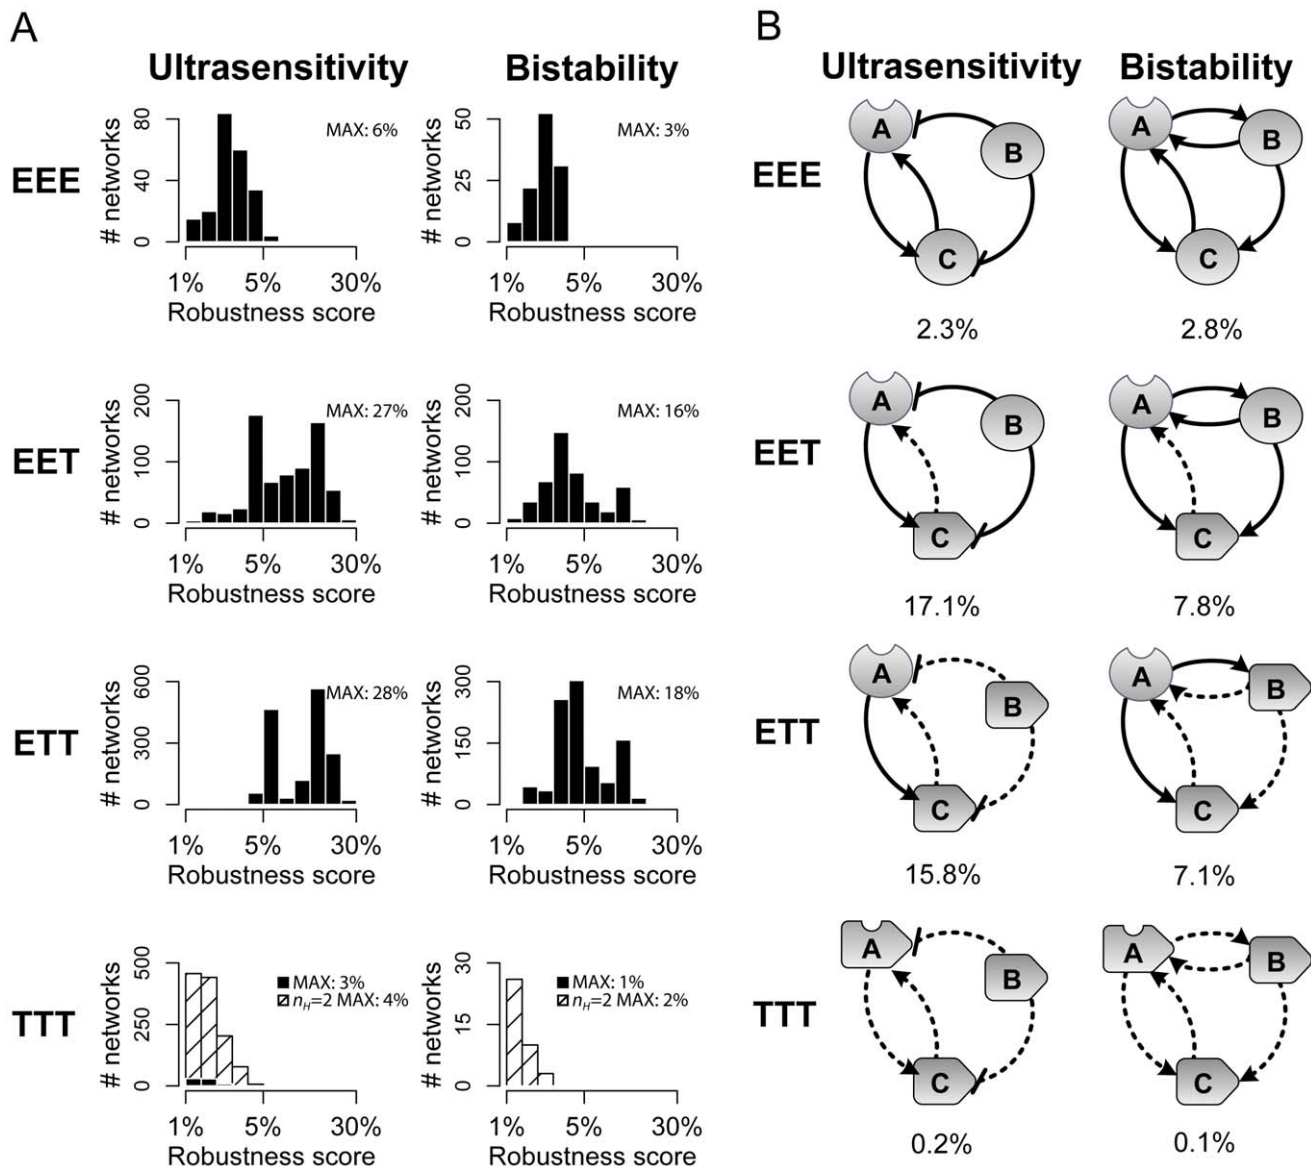 A
Ultrasensitivity
Bistability
EEE
# networks
80
40
0
MAX: 6%
1%
5%
30%
Robustness score
# networks
50
25
0
MAX: 3%
1%
5%
30%
Robustness score
EET
# networks
200
100
0
MAX: 27%
1%
5%
30%
Robustness score
# networks
200
100
0
MAX: 16%
1%
5%
30%
Robustness score
ETT
# networks
600
300
0
MAX: 28%
1%
5%
30%
Robustness score
# networks
300
150
0
MAX: 18%
1%
5%
30%
Robustness score
TTT
# networks
500
250
0
MAX: 3%
nH=2 MAX: 4%
1%
5%
30%
Robustness score
# networks
30
15
0
MAX: 1%
nH=2 MAX: 2%
1%
5%
30%
Robustness score
B
Ultrasensitivity
Bistability
EEE
A
B
C
2.3%
A
B
C
2.8%
EET
A
B
C
17.1%
A
B
C
7.8%
ETT
A
B
C
15.8%
A
B
C
7.1%
TTT
A
B
C
0.2%
A
B
C
0.1%